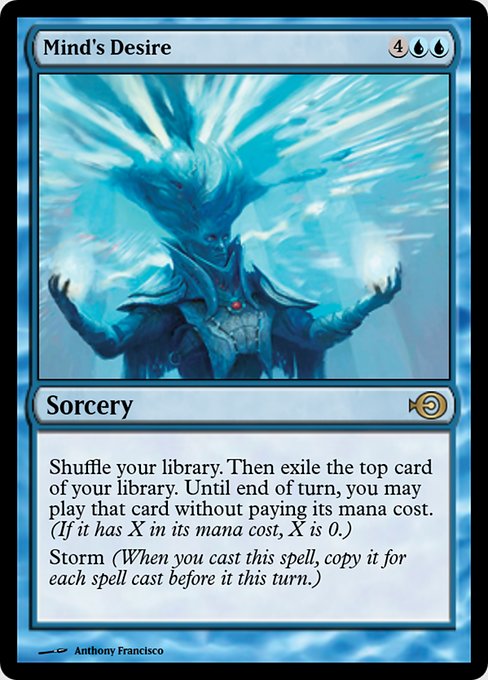 Mind's Desire 4
Sorcery
Shuffle your library. Then exile the top card
of your library. Until end of turn, you may
play that card without paying its mana cost.
(If it has X in its mana cost, X is 0.)
Storm (When you cast this spell, copy it for
each spell cast before it this turn.)
Anthony Francisco